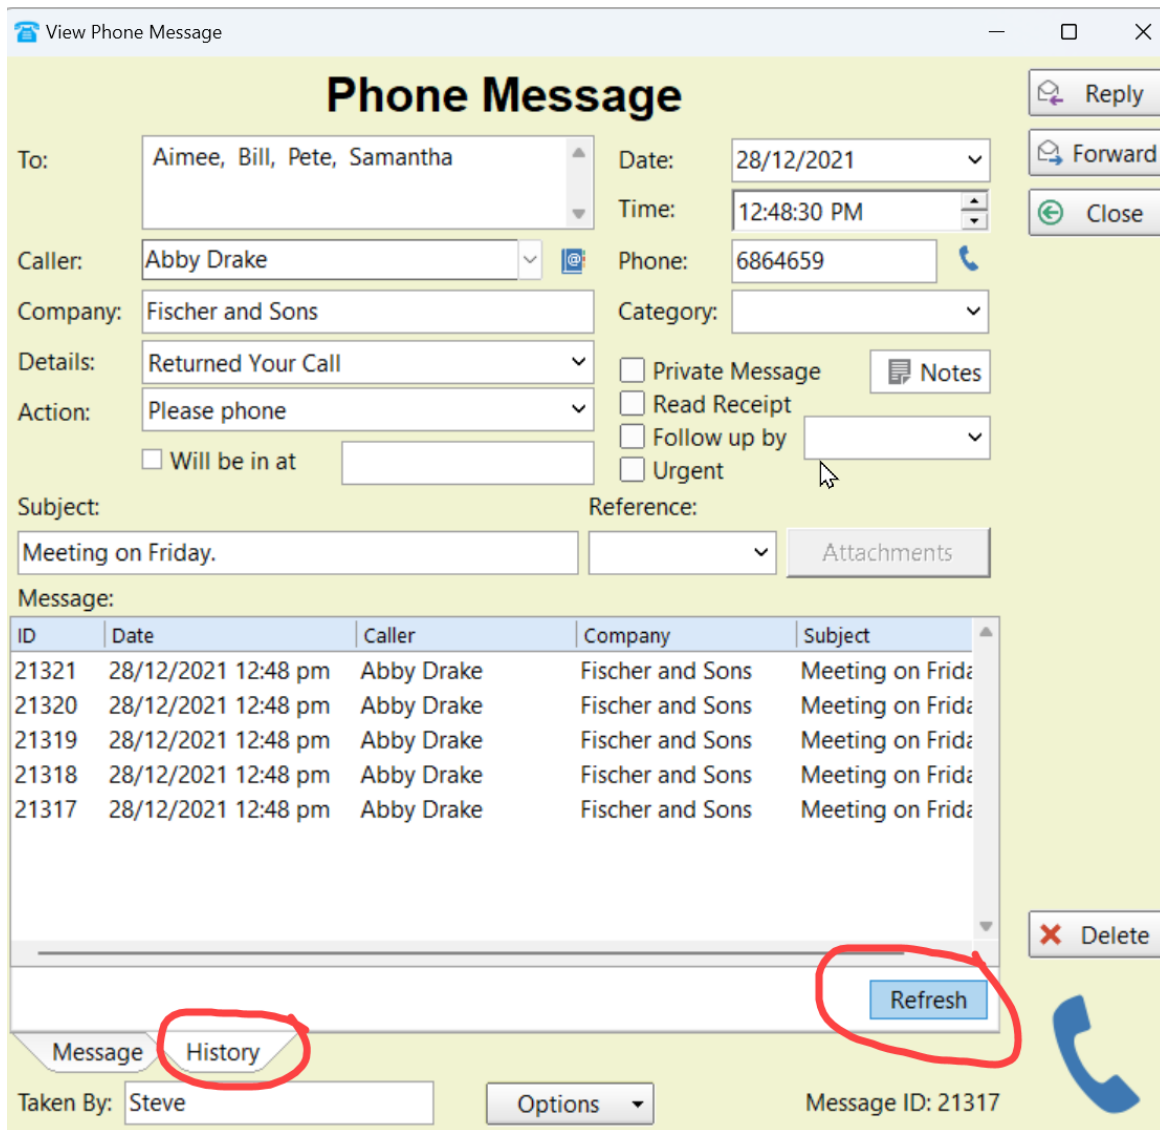 View Phone Message
Phone Message
Reply
To: Aimee, Bill, Pete, Samantha
Date: 28/12/2021
Forward
Time: 12:48:30 PM
Close
Caller: Abby Drake
Phone: 6864659
Company: Fischer and Sons
Category:
Details: Returned Your Call
Private Message
Notes
Action: Please phone
Read Receipt
Follow up by
Will be in at
Urgent
Subject:
Reference:
Meeting on Friday.
Attachments
Message:
ID Date Caller Company Subject
21321 28/12/2021 12:48 pm Abby Drake Fischer and Sons Meeting on Frida
21320 28/12/2021 12:48 pm Abby Drake Fischer and Sons Meeting on Frida
21319 28/12/2021 12:48 pm Abby Drake Fischer and Sons Meeting on Frida
21318 28/12/2021 12:48 pm Abby Drake Fischer and Sons Meeting on Frida
21317 28/12/2021 12:48 pm Abby Drake Fischer and Sons Meeting on Frida
Delete
Refresh
Message History
Taken By: Steve
Options
Message ID: 21317